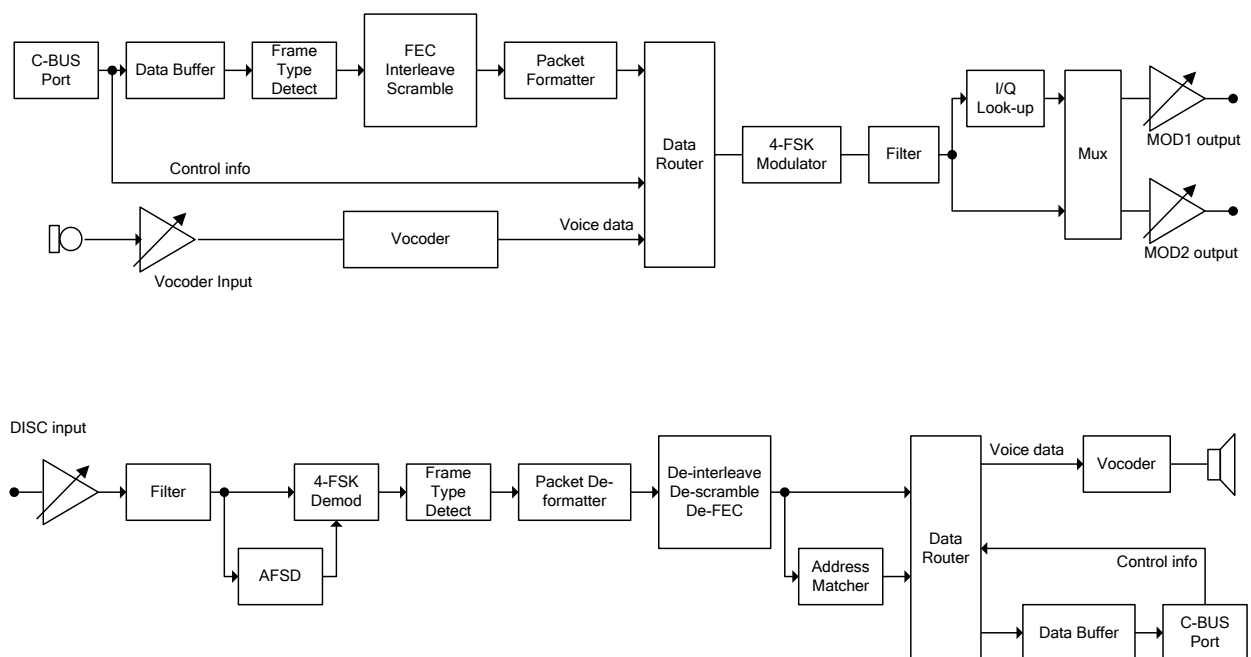 C-BUS
Port
Data Buffer
Frame
Type
Detect
FEC
Interleave
Scramble
Packet
Formatter
Control info
Vocoder Input
Vocoder
Voice data
Data
Router
4-FSK
Modulator
Filter
I/Q
Look-up
Mux
MOD1 output
MOD2 output
DISC input
Filter
AFSD
4-FSK
Demod
Frame
Type
Detect
Packet De-
formatter
De-interleave
De-scramble
De-FEC
Address
Matcher
Data
Router
Voice data
Vocoder
Control info
Data Buffer
C-BUS
Port